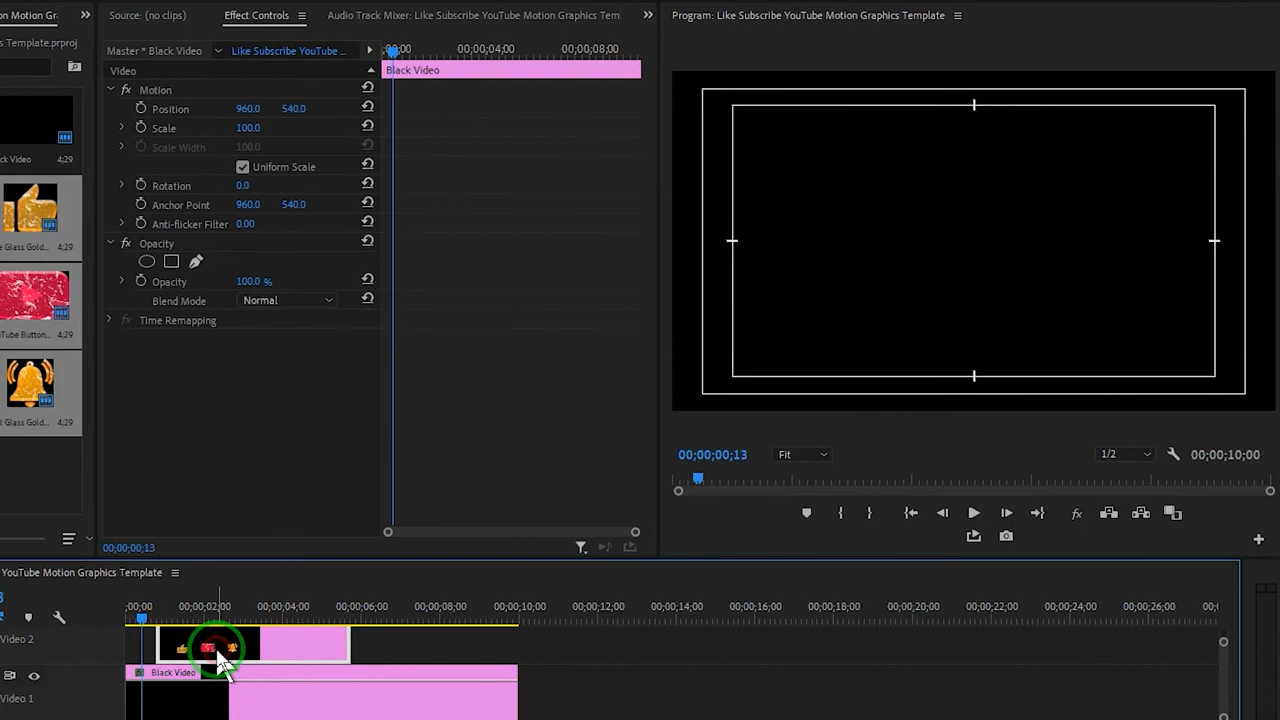 Source: (no clips)
Effect Controls
Audio Track Mixer: Like Subscribe YouTube Motion Graphics Tem
Program: Like Subscribe YouTube Motion Graphics Template
Template.prproj
Master * Black Video
Like Subscribe YouTube ...
;00;00
00;00;04;00
00;00;08;00
Video
Black Video
fx Motion
Position 960.0 540.0
Scale 100.0
Scale Width 100.0
Uniform Scale
Rotation 0.0
Anchor Point 960.0 540.0
Anti-flicker Filter 0.00
fx Opacity
Opacity 100.0 %
Blend Mode Normal
fx Time Remapping
ck Video 4;29
e Glass Gold... 4;29
uTube Button... 4;29
l Glass Gold... 4;29
00;00;00;13
00;00;00;13
Fit
1/2
00;00;10;00
fx
YouTube Motion Graphics Template
;00;00
00;00;02;00
00;00;04;00
00;00;06;00
00;00;08;00
00;00;10;00
00;00;12;00
00;00;14;00
00;00;16;00
00;00;18;00
00;00;20;00
00;00;22;00
00;00;24;00
00;00;26;00
Video 2
Black Video
Video 1